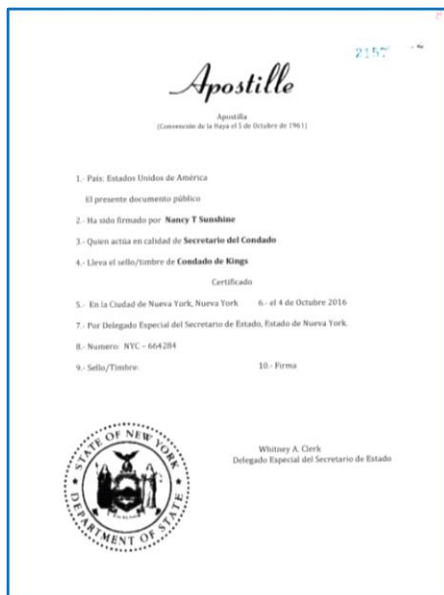 2157
Apostille
Apostilla
(Convención de la Haya el 5 de Octubre de 1961)
1.- País: Estados Unidos de América
El presente documento público
2.- Ha sido firmado por Nancy T Sunshine
3.- Quien actúa en calidad de Secretario del Condado
4.- Lleva el sello/timbre de Condado de Kings
Certificado
5.- En la Ciudad de Nueva York, Nueva York 6.- el 4 de Octubre 2016
7.- Por Delegado Especial del Secretario de Estado, Estado de Nueva York.
8.- Numero: NYC – 664284
9.- Sello/Timbre: 10.- Firma
Whitney A. Clerk
Delegado Especial del Secretario de Estado
STATE OF NEW YORK
DEPARTMENT OF STATE